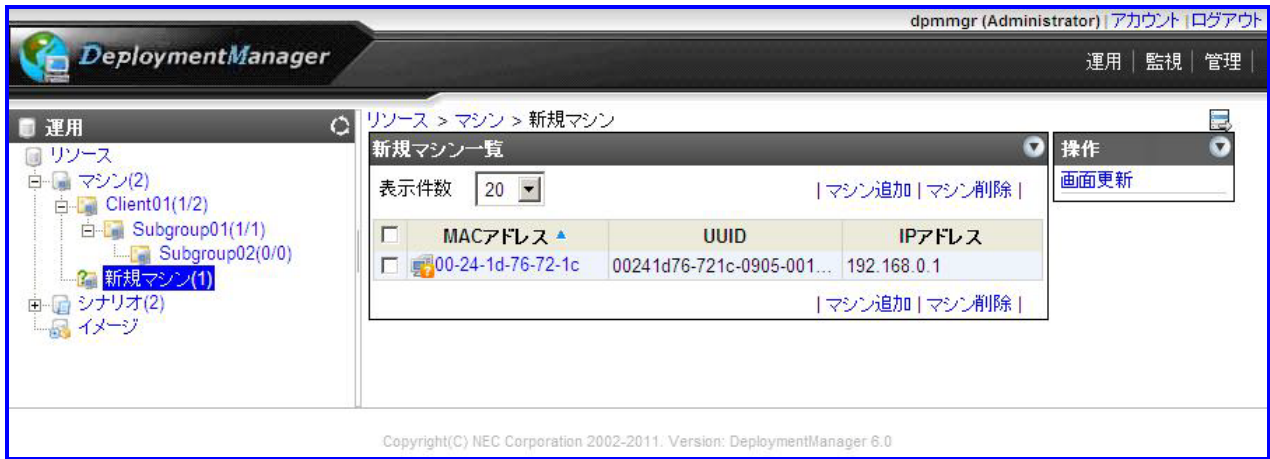 dpmmgr (Administrator) | アカウント | ログアウト
DeploymentManager
運用 | 監視 | 管理 |
運用
リソース
マシン(2)
Client01(1/2)
Subgroup01(1/1)
Subgroup02(0/0)
新規マシン(1)
シナリオ(2)
イメージ
リソース > マシン > 新規マシン
新規マシン一覧
表示件数 20 | マシン追加 | マシン削除 |
MACアドレス UUID IPアドレス
00-24-1d-76-72-1c 00241d76-721c-0905-001... 192.168.0.1
| マシン追加 | マシン削除 |
操作
画面更新
Copyright(C) NEC Corporation 2002-2011. Version: DeploymentManager 6.0